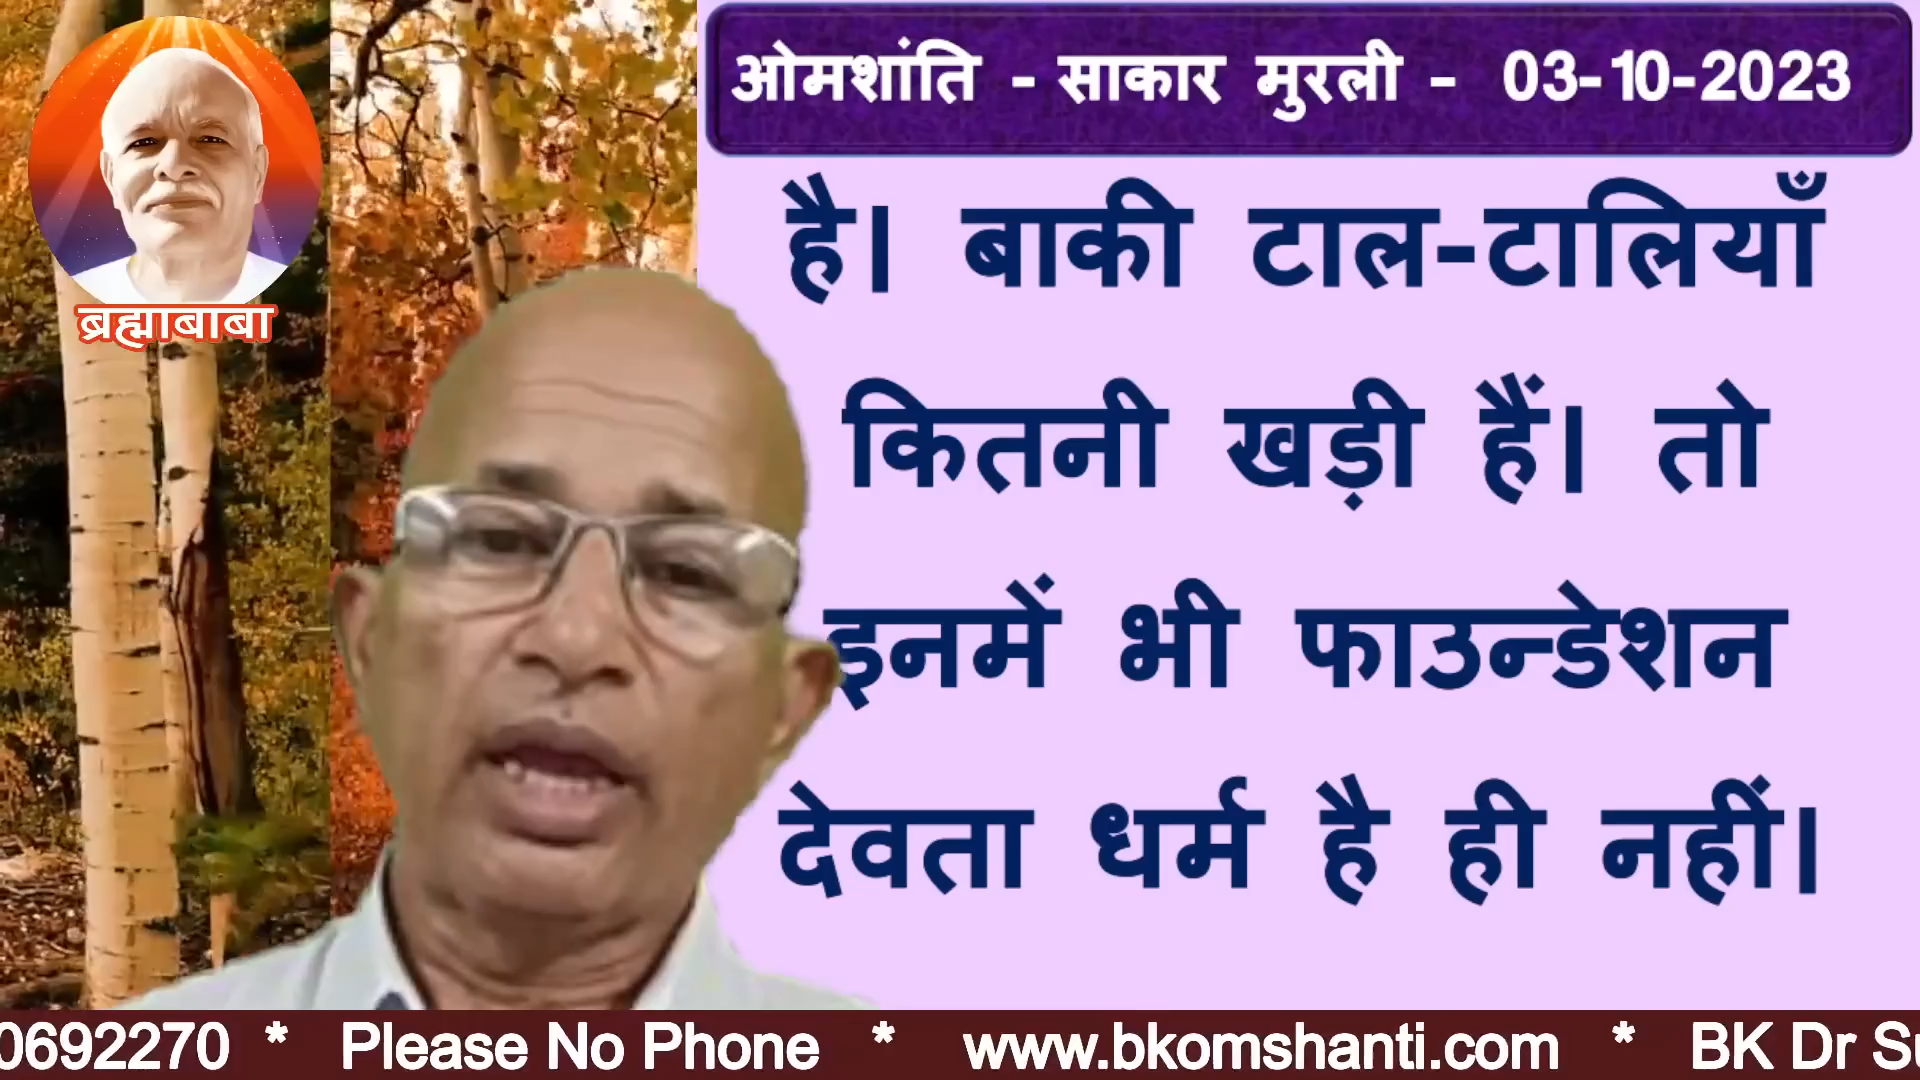 ओमशांति - साकार मुरली - 03-10-2023
ब्रह्माबाबा
है। बाकी टाल-टालियाँ
कितनी खड़ी हैं। तो
इनमें भी फाउन्डेशन
देवता धर्म है ही नहीं।
0692270 * Please No Phone * www.bkomshanti.com * BK Dr Su